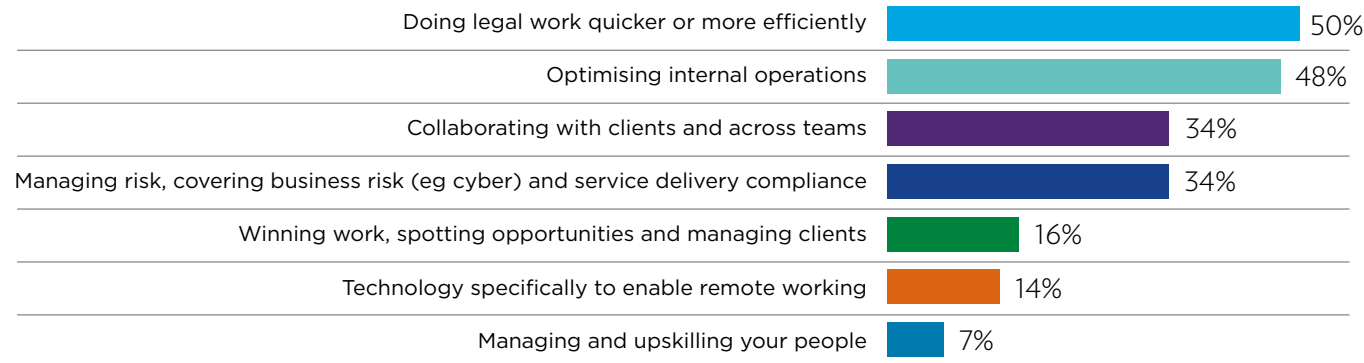 Doing legal work quicker or more efficiently 50%
Optimising internal operations 48%
Collaborating with clients and across teams 34%
Managing risk, covering business risk (eg cyber) and service delivery compliance 34%
Winning work, spotting opportunities and managing clients 16%
Technology specifically to enable remote working 14%
Managing and upskilling your people 7%